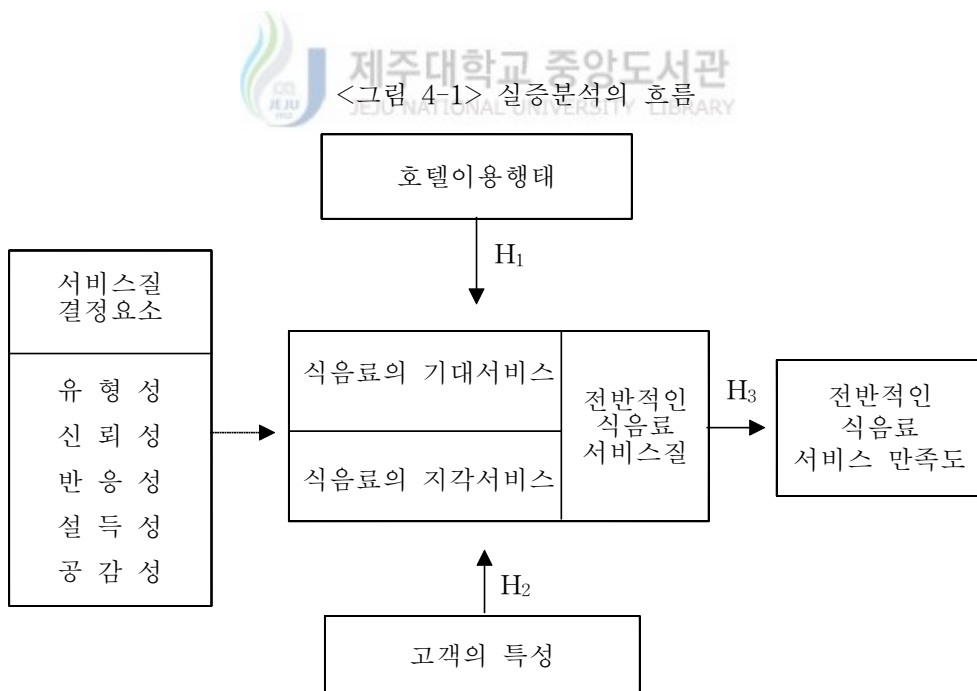 제주대학교 중앙도서관
<그림 4-1> 실증분석의 흐름
JEJU NATIONAL UNIVERSITY LIBRARY
JEJU
1952
호텔이용행태
H₁
서비스질
결정요소
유 형 성
신 뢰 성
반 응 성
설 득 성
공 감 성
식음료의 기대서비스
식음료의 지각서비스
전반적인
식음료
서비스질
H₃
전반적인
식음료
서비스 만족도
H₂
고객의 특성